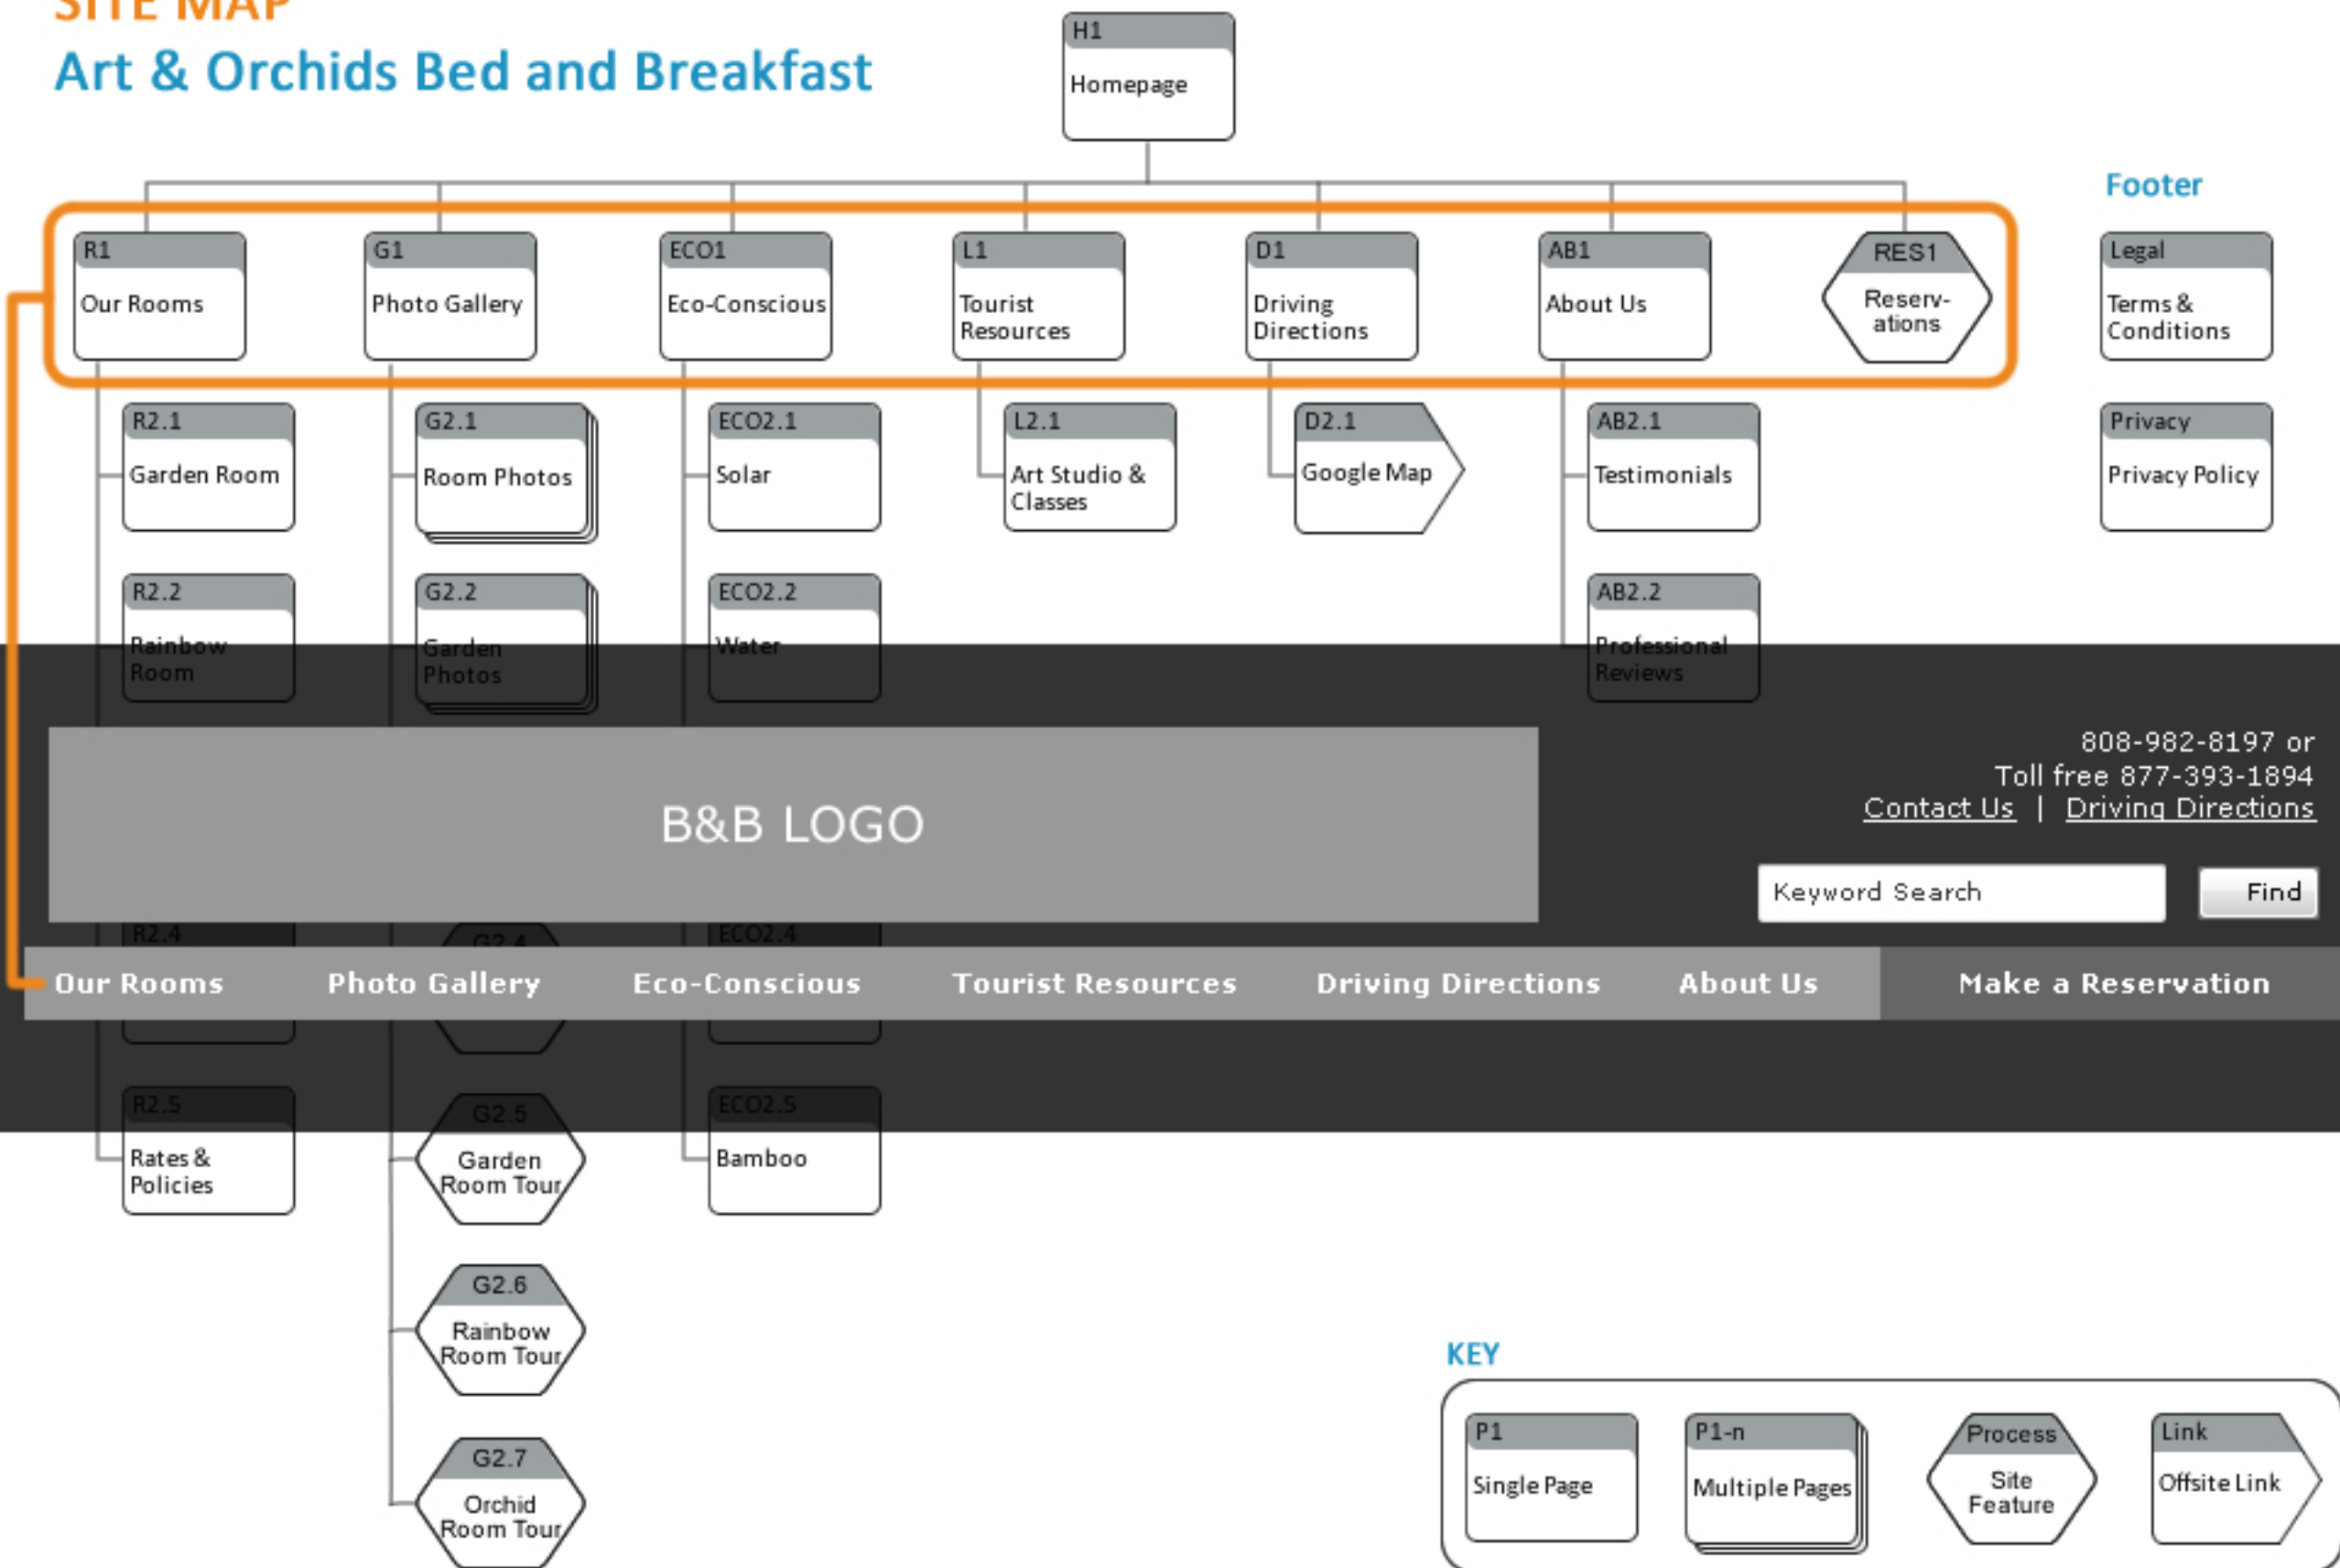 SITE MAP
Art & Orchids Bed and Breakfast
H1
Homepage
Footer
R1
Our Rooms
G1
Photo Gallery
ECO1
Eco-Conscious
L1
Tourist
Resources
D1
Driving
Directions
AB1
About Us
RES1
Reserv-
ations
Legal
Terms &
Conditions
R2.1
Garden Room
G2.1
Room Photos
ECO2.1
Solar
L2.1
Art Studio &
Classes
D2.1
Google Map
AB2.1
Testimonials
Privacy
Privacy Policy
R2.2
Rainbow
Room
G2.2
Garden
Photos
ECO2.2
Water
AB2.2
Professional
Reviews
B&B LOGO
808-982-8197 or
Toll free 877-393-1894
Contact Us | Driving Directions
Keyword Search
Find
R2.4
G2.4
ECO2.4
Our Rooms
Photo Gallery
Eco-Conscious
Tourist Resources
Driving Directions
About Us
Make a Reservation
R2.5
Rates &
Policies
G2.5
Garden
Room Tour
ECO2.5
Bamboo
G2.6
Rainbow
Room Tour
G2.7
Orchid
Room Tour
KEY
P1
Single Page
P1-n
Multiple Pages
Process
Site
Feature
Link
Offsite Link